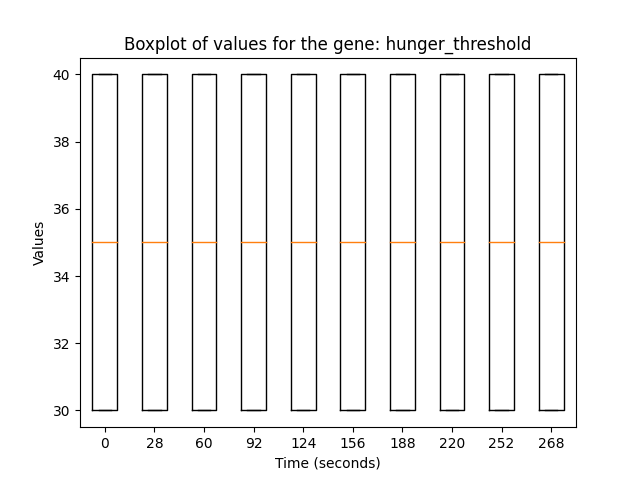 Boxplot of values for the gene: hunger_threshold
40
38
36
34
32
30
Values
0 28 60 92 124 156 188 220 252 268
Time (seconds)